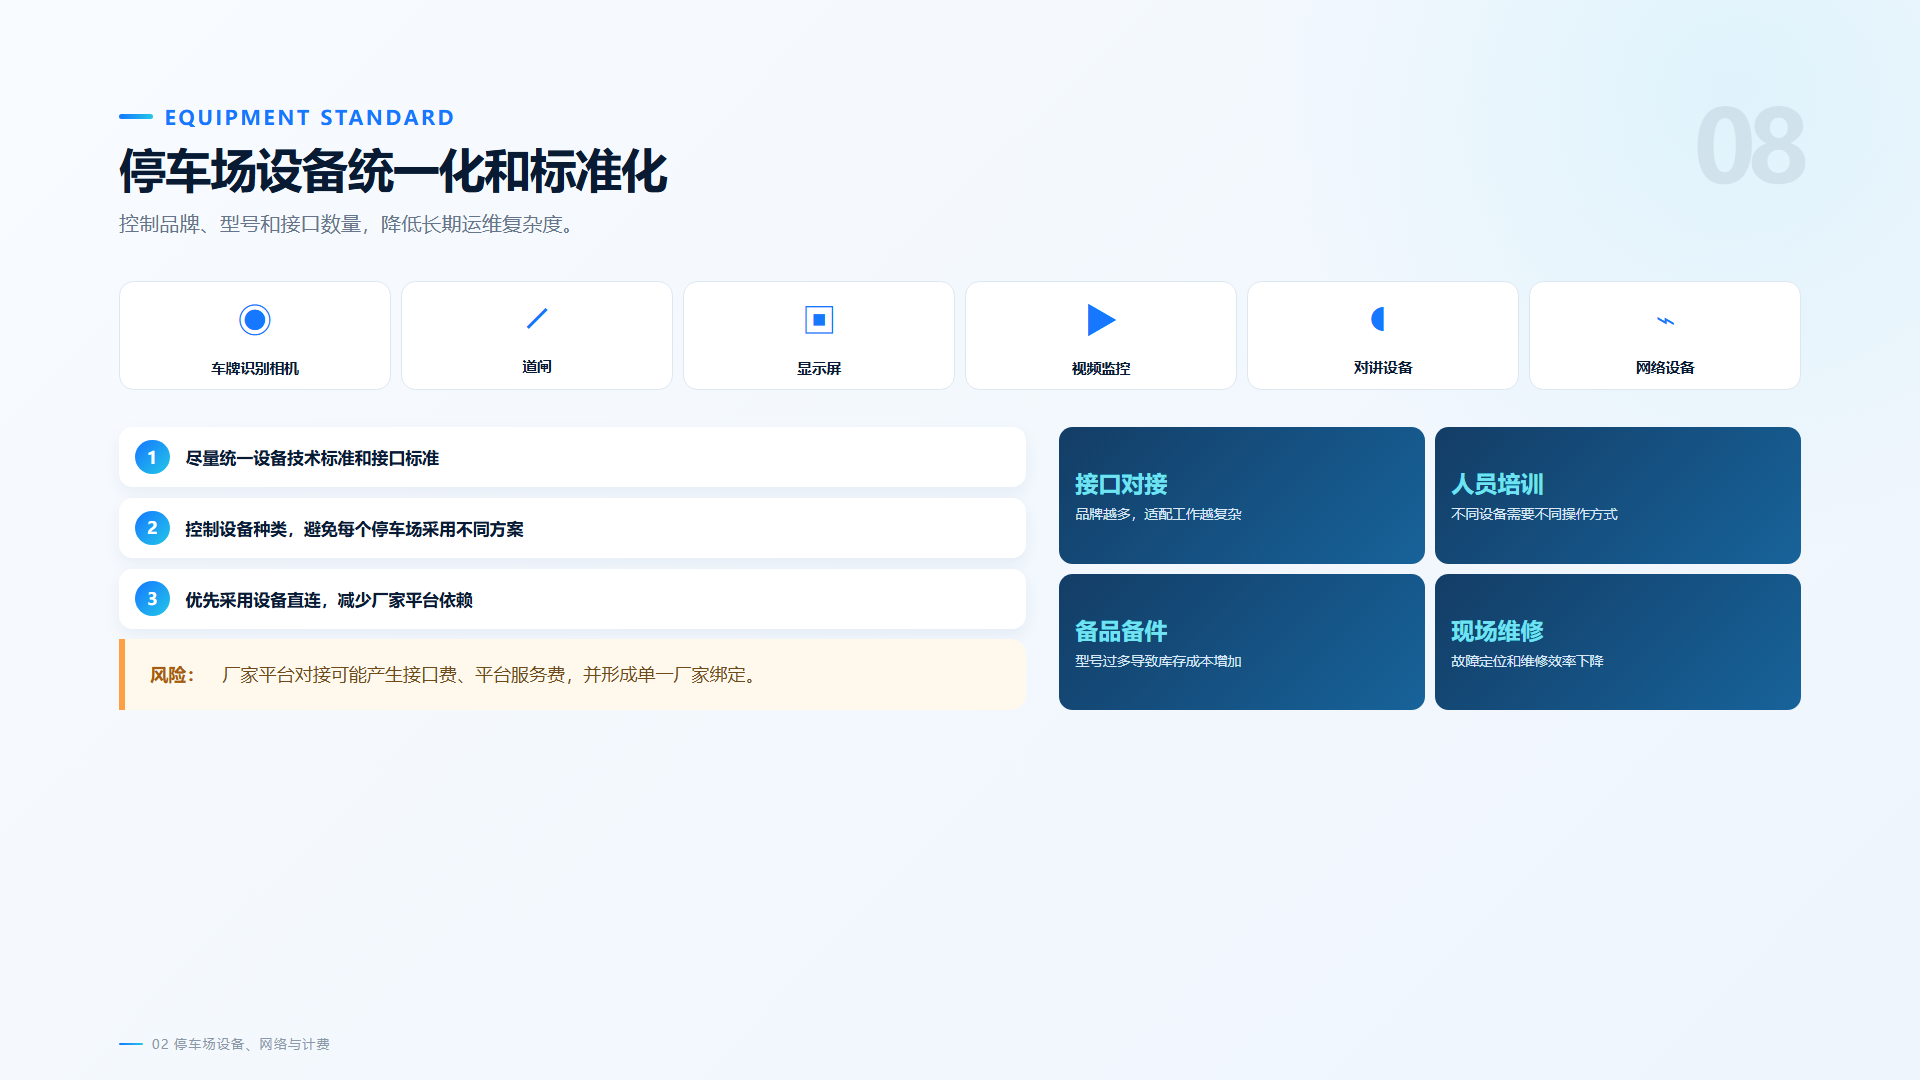 EQUIPMENT STANDARD
08
停车场设备统一化和标准化
控制品牌、型号和接口数量，降低长期运维复杂度。
车牌识别相机
道闸
显示屏
视频监控
对讲设备
网络设备
1 尽量统一设备技术标准和接口标准
2 控制设备种类，避免每个停车场采用不同方案
3 优先采用设备直连，减少厂家平台依赖
风险： 厂家平台对接可能产生接口费、平台服务费，并形成单一厂家绑定。
接口对接
品牌越多，适配工作越复杂
人员培训
不同设备需要不同操作方式
备品备件
型号过多导致库存成本增加
现场维修
故障定位和维修效率下降
02 停车场设备、网络与计费